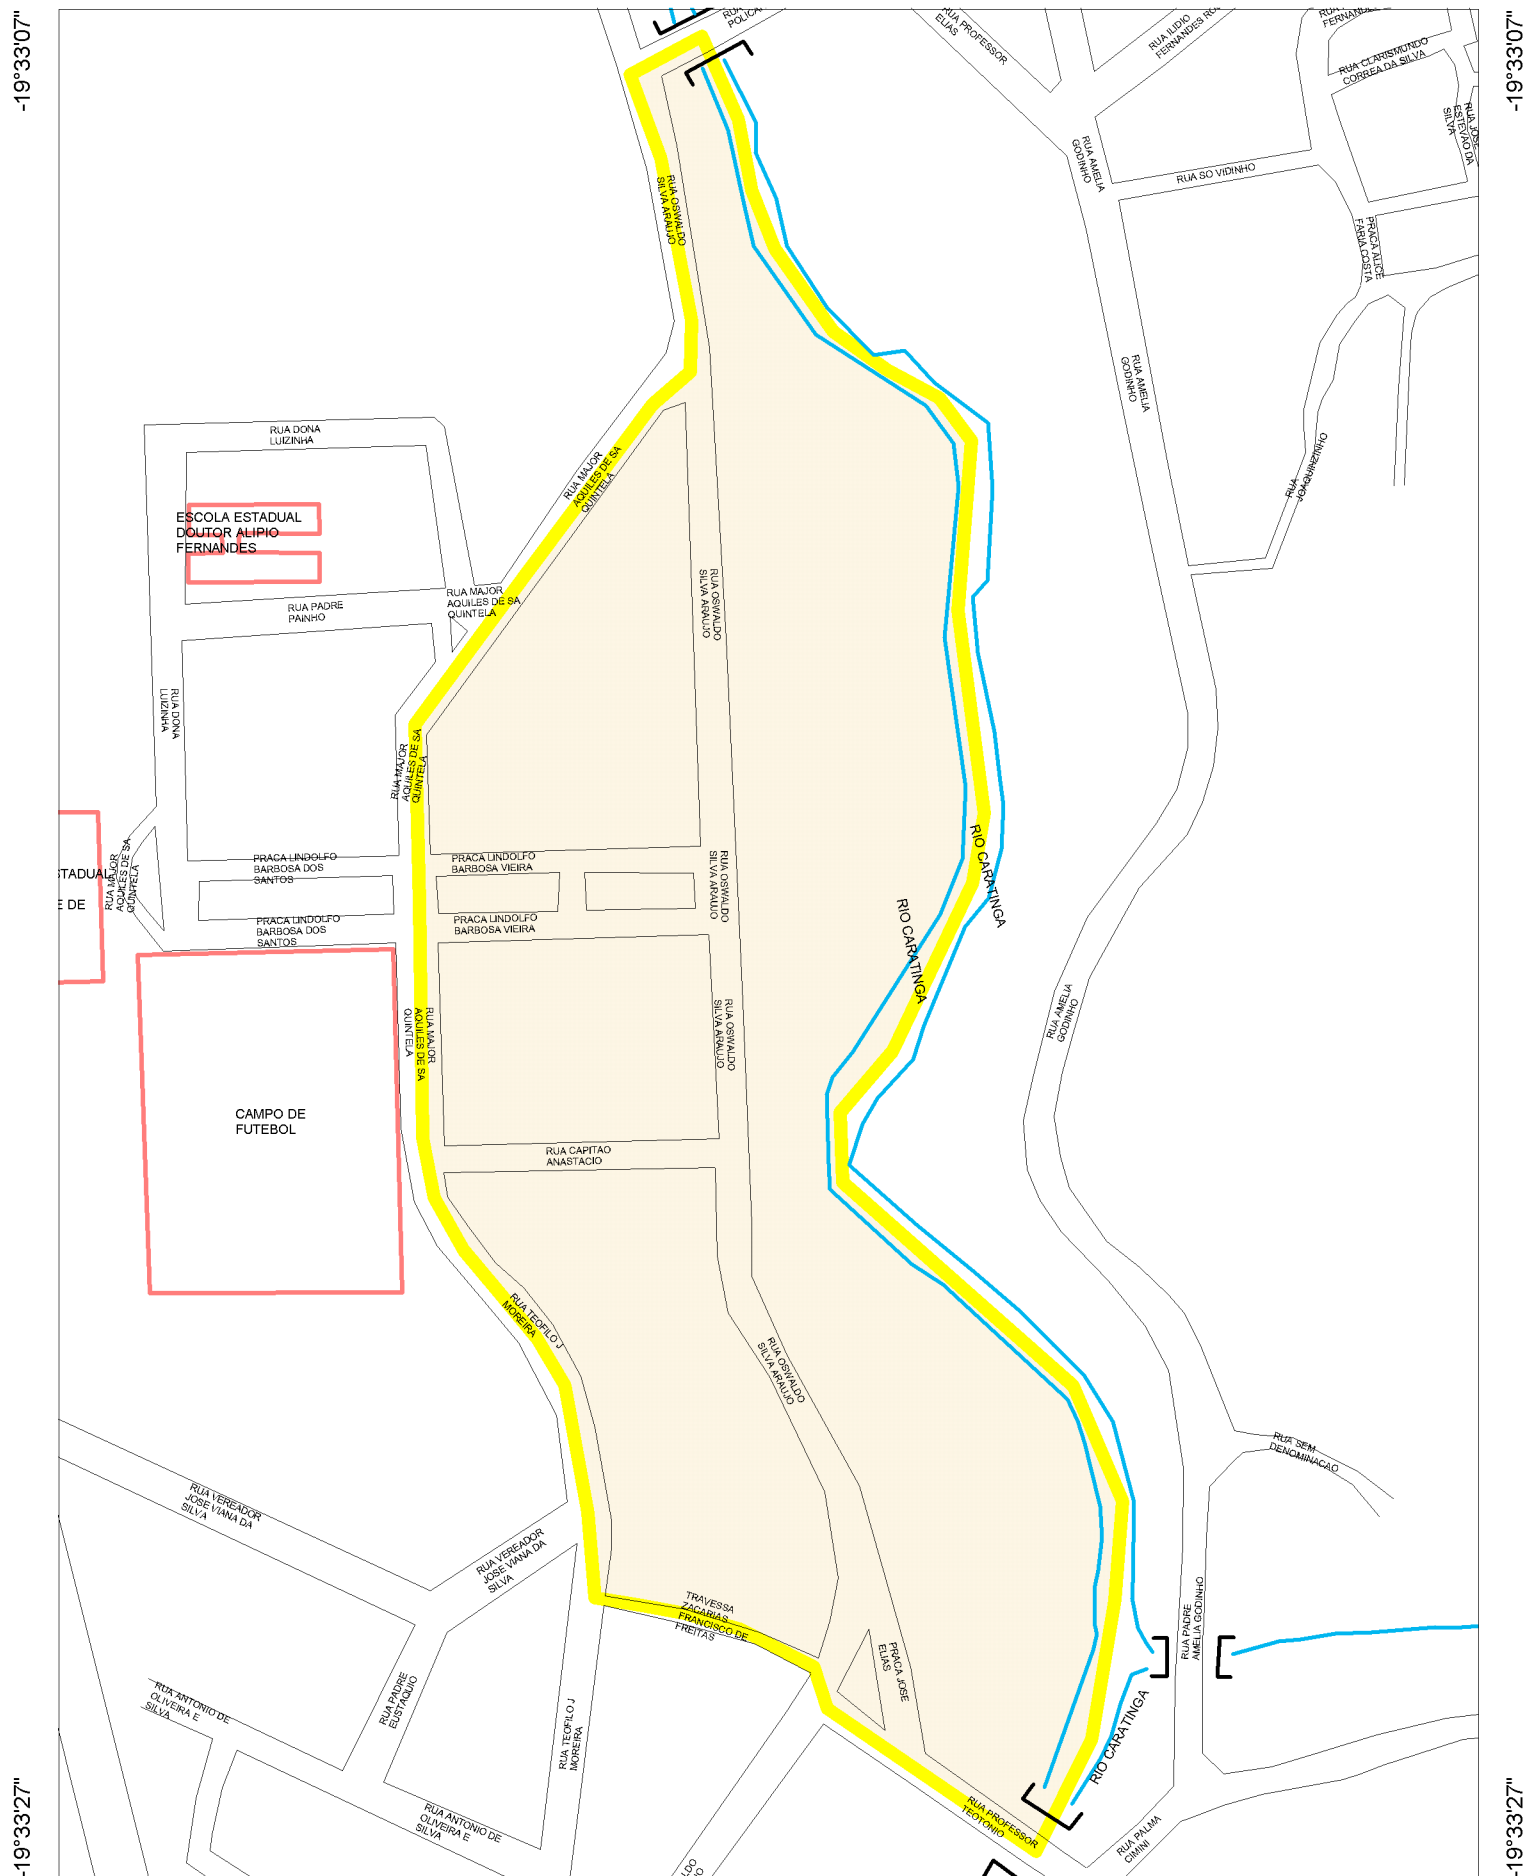 -19°33'07"
-19°33'07"
RUA
POLICA
RUA PROFESSOR
ELIAS
RUA ILIDIO
FERNANDES RO
RUA
FERNANDE
RUA CLARISMUNDO
CORREA DA SILVA
RUA JOSE
ESTEVAO DA
SILVA
RUA AMELIA
GODINHO
RUA SO VIDINHO
PRACA ALICE
FARIA COSTA
RUA OSWALDO
SILVA ARAUJO
RUA AMELIA
GODINHO
RUA DONA
LUIZINHA
RUA MAJOR
AQUILES DE SA
QUINTELA
RUA
JOAQUINZINHO
ESCOLA ESTADUAL
DOUTOR ALIPIO
FERNANDES
RUA MAJOR
AQUILES DE SA
QUINTELA
RUA PADRE
PAINHO
RUA OSWALDO
SILVA ARAUJO
RUA DONA
LUIZINHA
RUA MAJOR
AQUILES DE SA
QUINTELA
STADUAL
E DE
RUA MAJOR
AQUILES DE SA
QUINTELA
PRACA LINDOLFO
BARBOSA DOS
SANTOS
PRACA LINDOLFO
BARBOSA VIEIRA
RUA OSWALDO
SILVA ARAUJO
RIO CARATINGA
RIO CARATINGA
PRACA LINDOLFO
BARBOSA DOS
SANTOS
PRACA LINDOLFO
BARBOSA VIEIRA
RUA MAJOR
AQUILES DE SA
QUINTELA
RUA OSWALDO
SILVA ARAUJO
RUA AMELIA
GODINHO
CAMPO DE
FUTEBOL
RUA CAPITAO
ANASTACIO
RUA TEOFILO J
MOREIRA
RUA OSWALDO
SILVA ARAUJO
RUA SEM
DENOMINACAO
RUA VEREADOR
JOSE VIANA DA
SILVA
RUA VEREADOR
JOSE VIANA DA
SILVA
TRAVESSA
ZACARIAS
FRANCISCO DE
FREITAS
RUA PADRE
AMELIA GODINHO
PRACA JOSE
ELIAS
RUA PADRE
EUSTAQUIO
RUA ANTONIO DE
OLIVEIRA E
SILVA
RUA TEOFILO J
MOREIRA
RIO CARATINGA
RUA ANTONIO DE
OLIVEIRA E
SILVA
RUA PROFESSOR
TEOTONIO
RUA PALMA
CIMINI
LDO
-19°33'27"
-19°33'27"